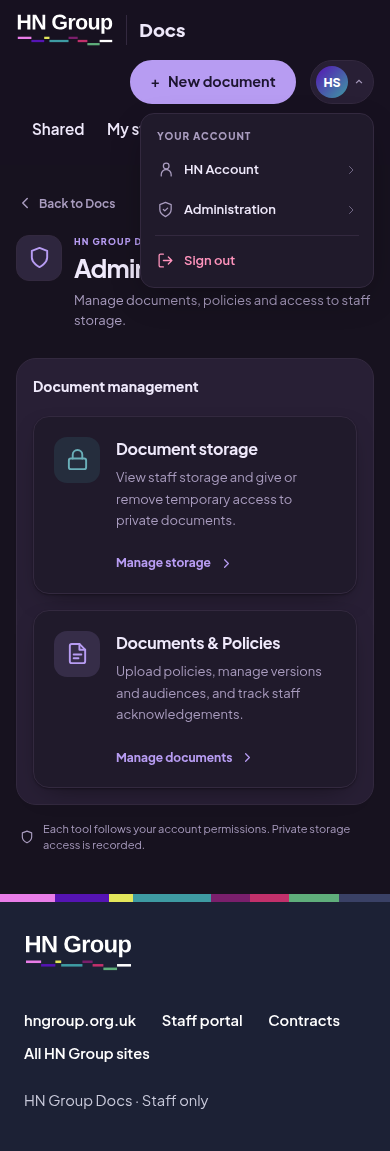 HN Group
Docs
+ New document
HS
Shared
My s
YOUR ACCOUNT
HN Account
Administration
Sign out
Back to Docs
HN GROUP D
Admin
Manage documents, policies and access to staff
storage.
Document management
Document storage
View staff storage and give or
remove temporary access to
private documents.
Manage storage
Documents & Policies
Upload policies, manage versions
and audiences, and track staff
acknowledgements.
Manage documents
Each tool follows your account permissions. Private storage
access is recorded.
HN Group
hngroup.org.uk Staff portal Contracts
All HN Group sites
HN Group Docs · Staff only